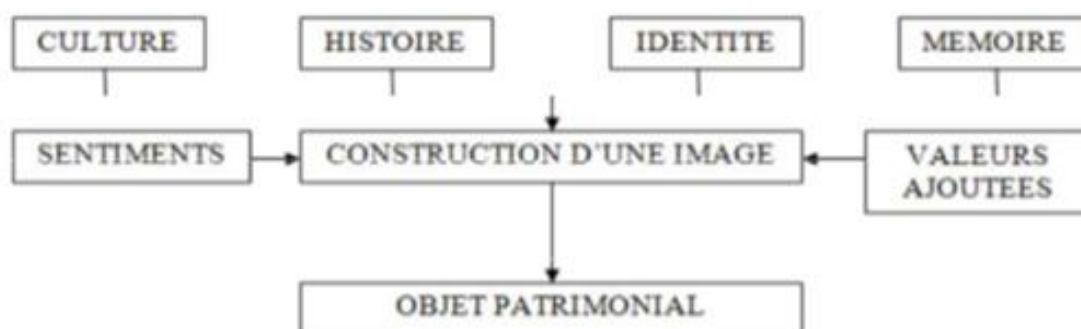 CULTURE
HISTOIRE
IDENTITE
MEMOIRE
SENTIMENTS
CONSTRUCTION D'UNE IMAGE
VALEURS
AJOUTEES
OBJET PATRIMONIAL